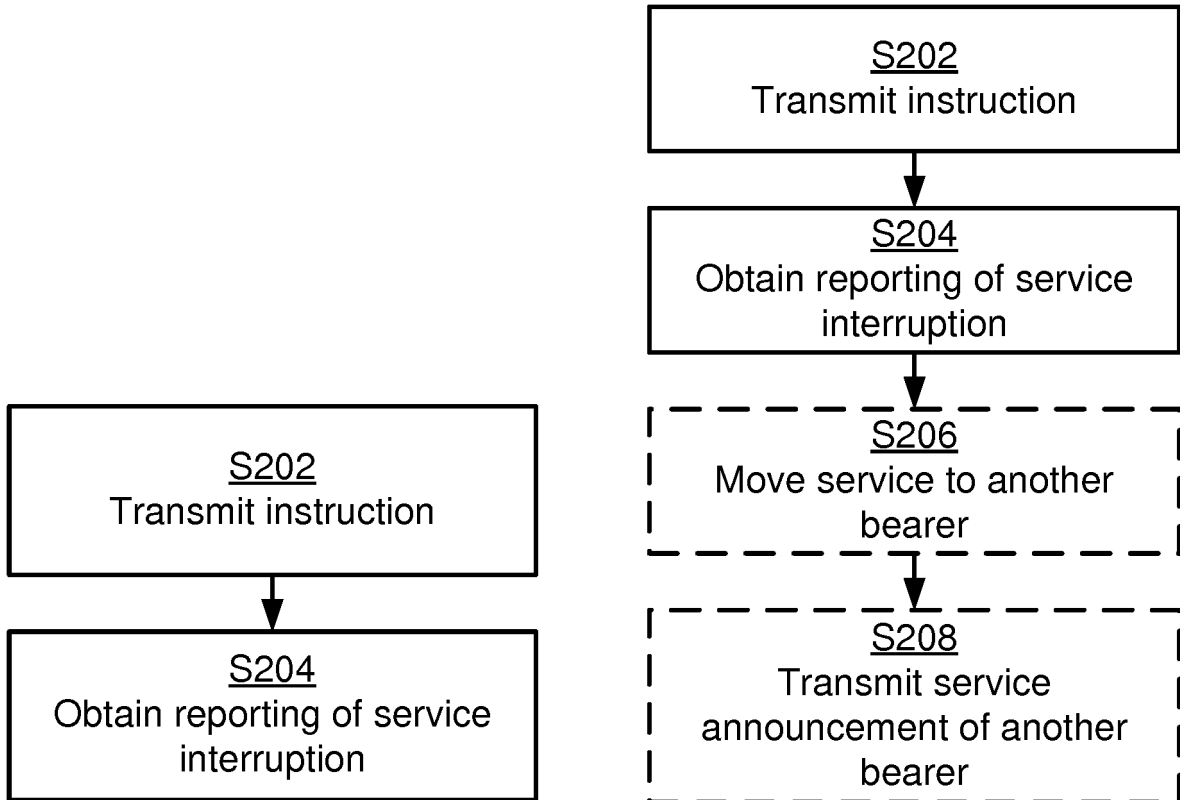 S202
Transmit instruction
S204
Obtain reporting of service
interruption
S202
Transmit instruction
S204
Obtain reporting of service
interruption
S206
Move service to another
bearer
S208
Transmit service
announcement of another
bearer